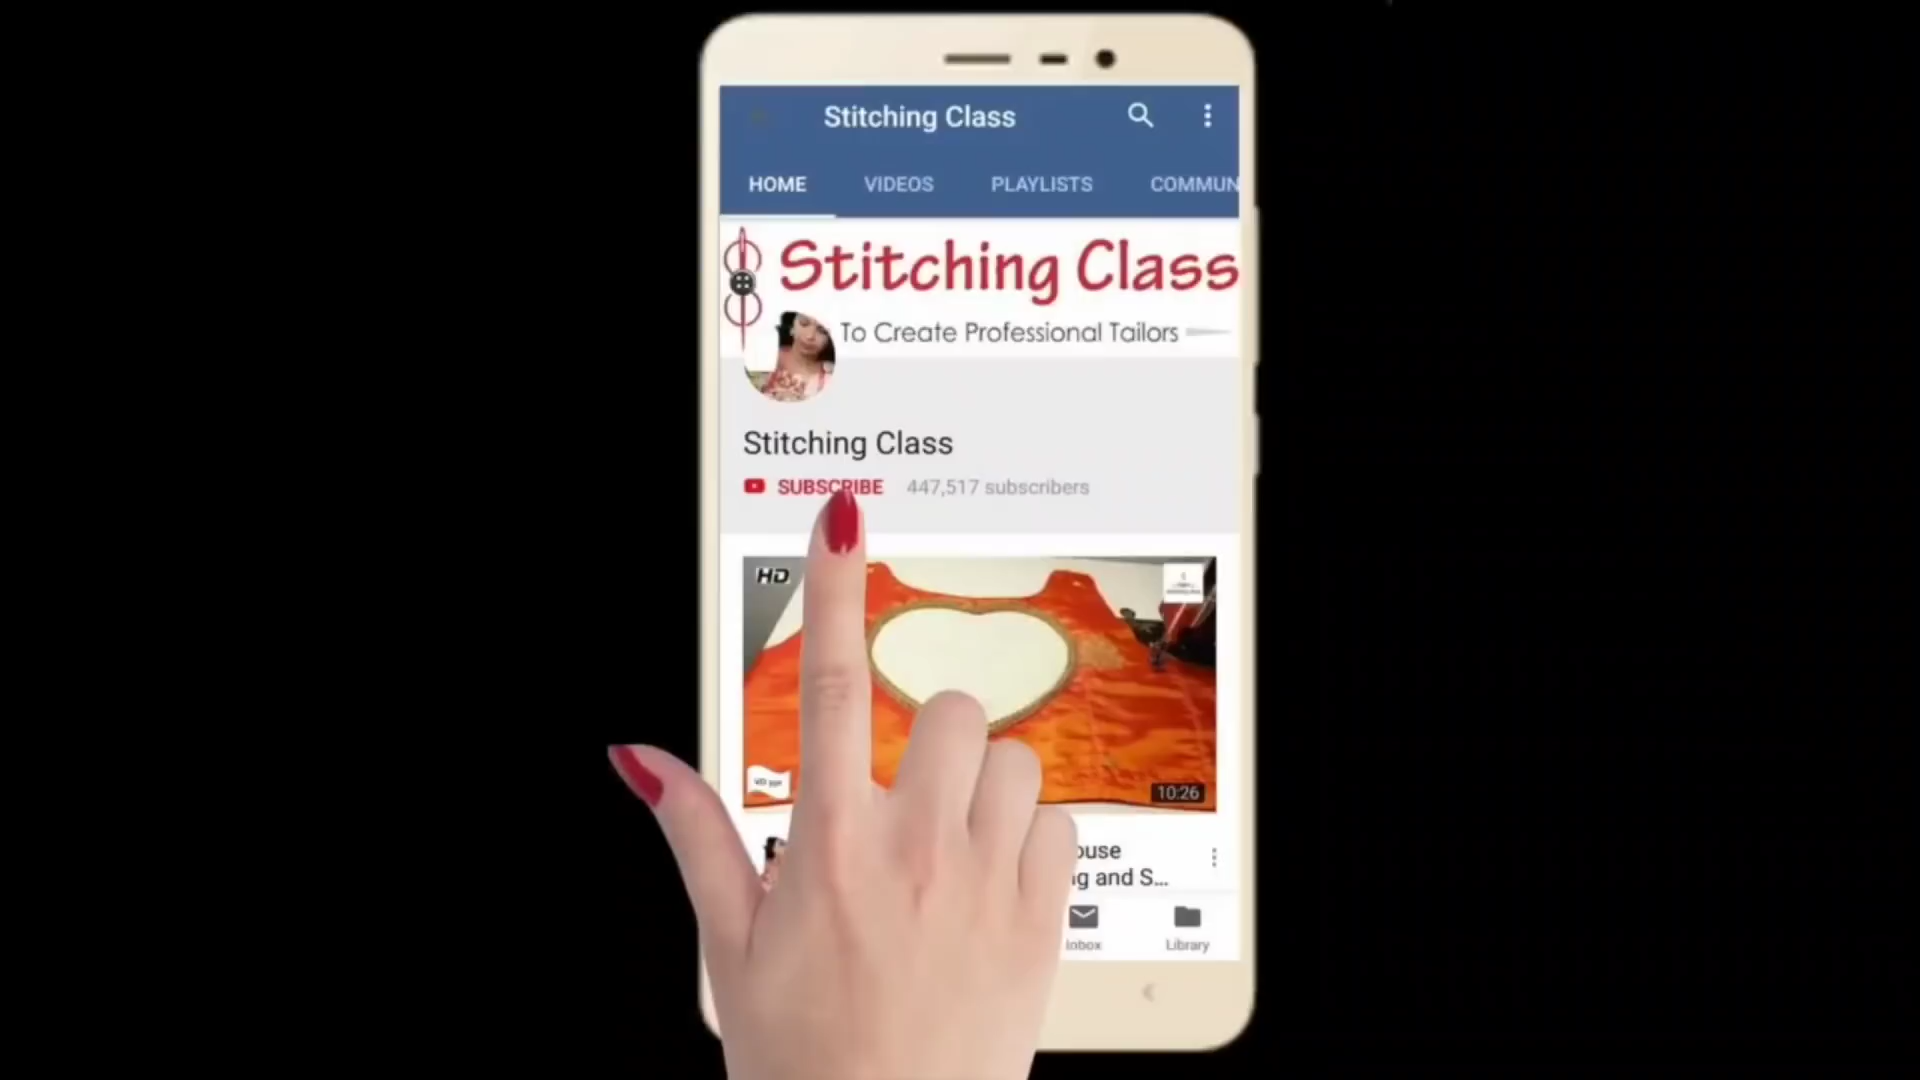 Stitching Class
HOME VIDEOS PLAYLISTS COMMUN
Stitching Class
To Create Professional Tailors
Stitching Class
SUBSCRIBE 447,517 subscribers
HD
10:26
ouse
g and S...
Inbox Library